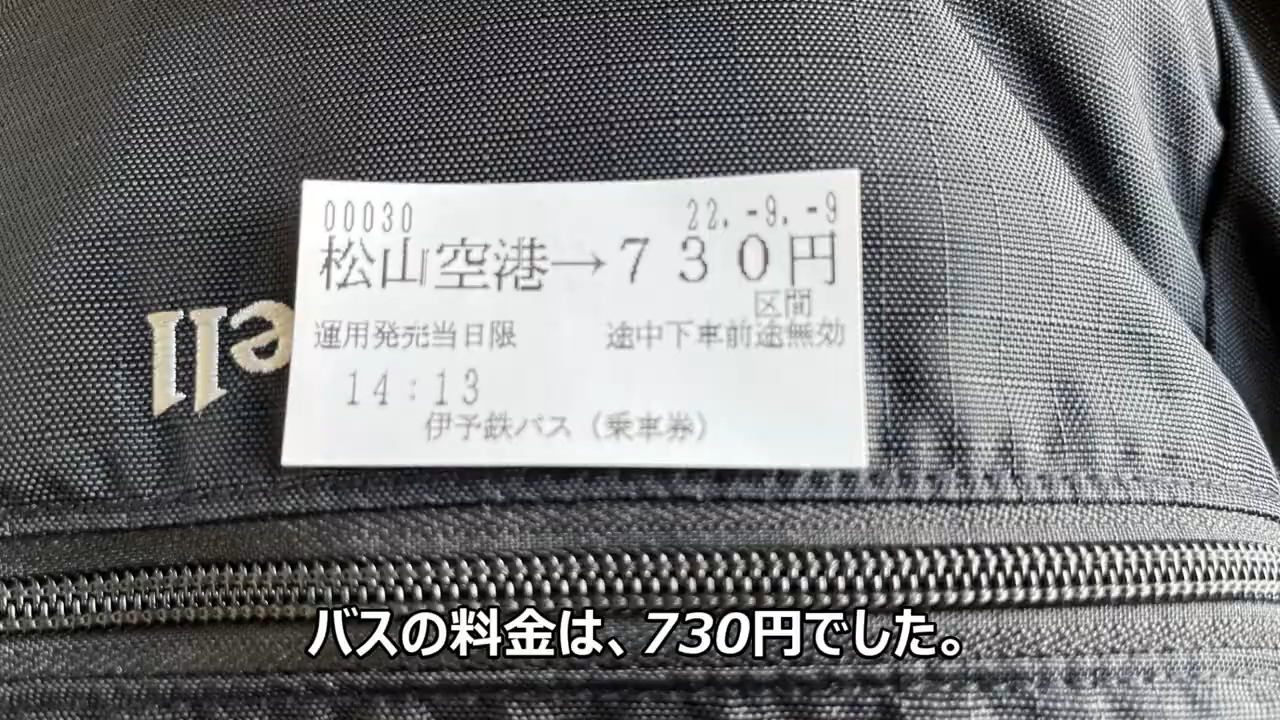 00030 22.-9.-9
松山空港→730円
区間
運用発売当日限 途中下車前途無効
14:13
伊予鉄バス（乗車券）
ell
バスの料金は、730円でした。